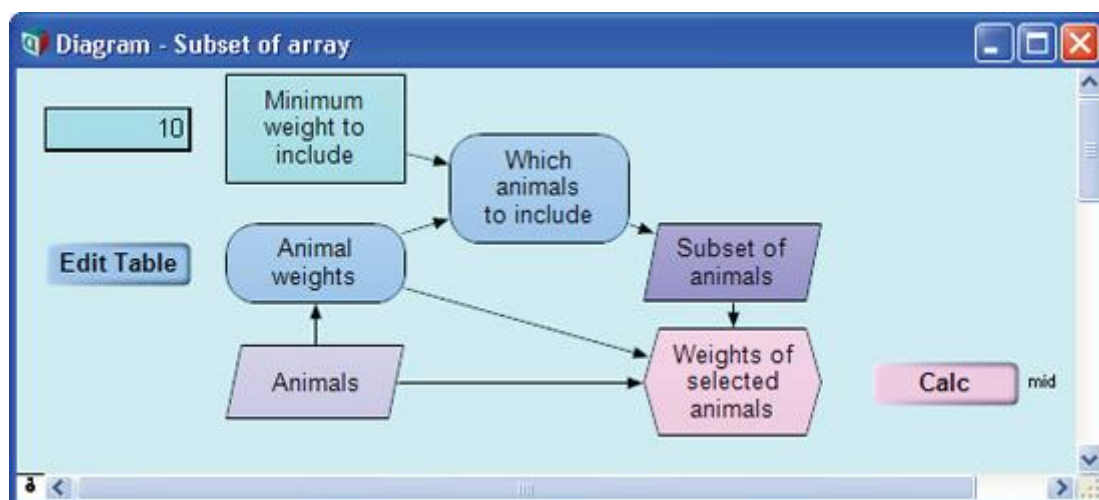 Diagram - Subset of array
10
Minimum
weight to
include
Which
animals
to include
Edit Table
Animal
weights
Subset of
animals
Animals
Weights of
selected
animals
Calc
mid